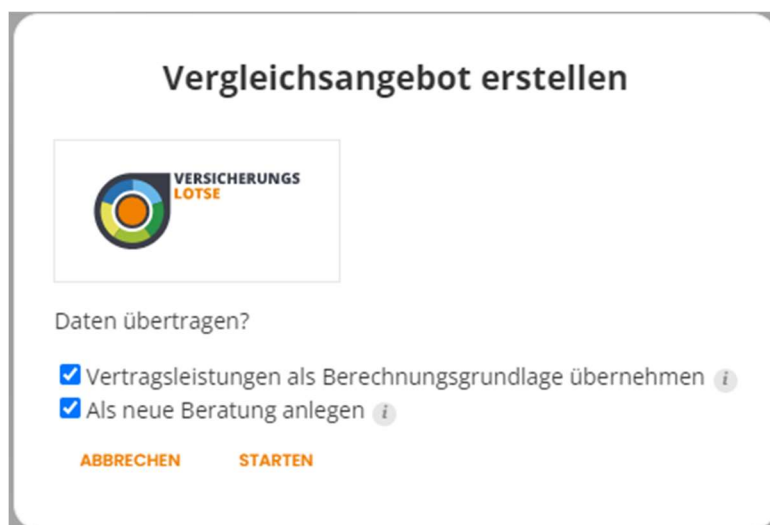 Vergleichsangebot erstellen
VERSICHERUNGS
LOTSE
Daten übertragen?
Vertragsleistungen als Berechnungsgrundlage übernehmen i
Als neue Beratung anlegen i
ABBRECHEN STARTEN